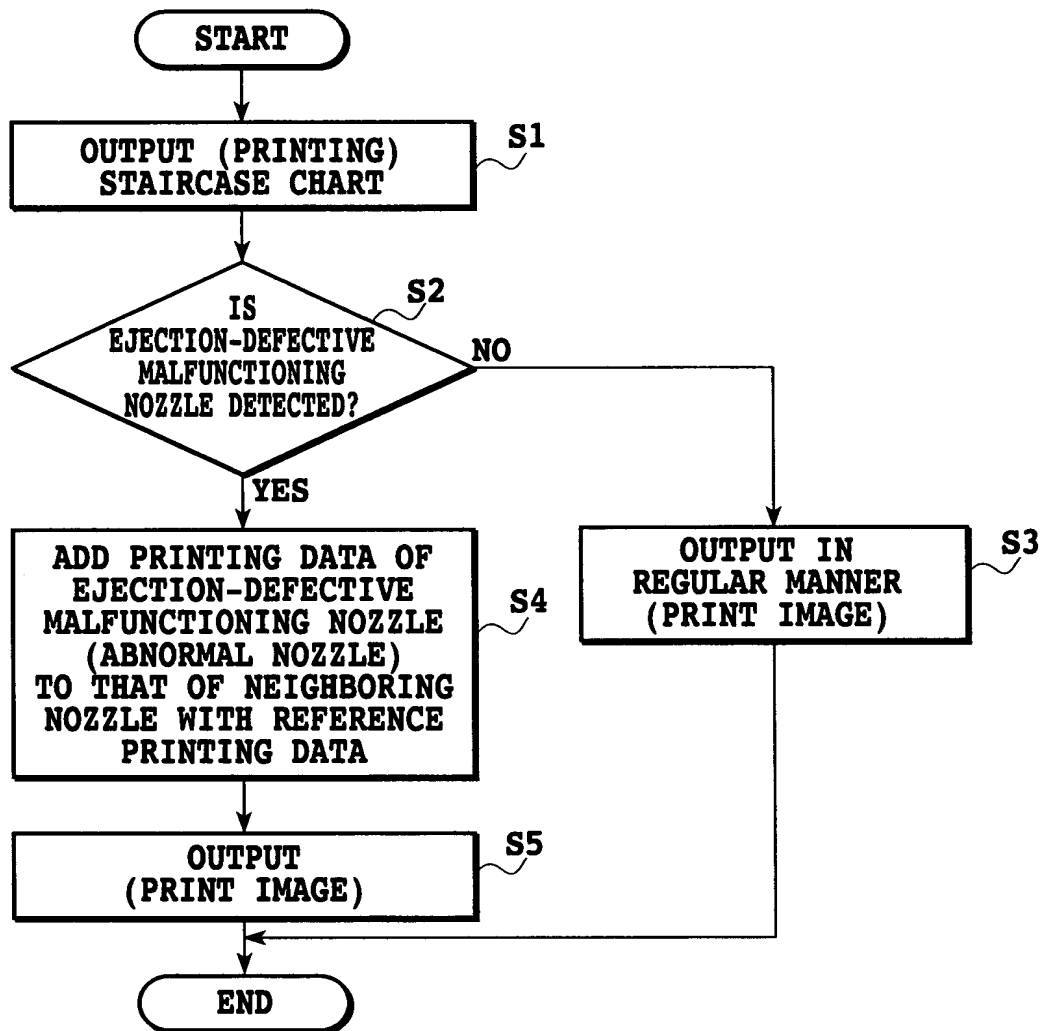 START
OUTPUT (PRINTING)
STAIRCASE CHART
S1
IS
EJECTION-DEFECTIVE
MALFUNCTIONING
NOZZLE DETECTED?
S2
NO
YES
ADD PRINTING DATA OF
EJECTION-DEFECTIVE
MALFUNCTIONING NOZZLE
(ABNORMAL NOZZLE)
TO THAT OF NEIGHBORING
NOZZLE WITH REFERENCE
PRINTING DATA
S4
OUTPUT IN
REGULAR MANNER
(PRINT IMAGE)
S3
OUTPUT
(PRINT IMAGE)
S5
END